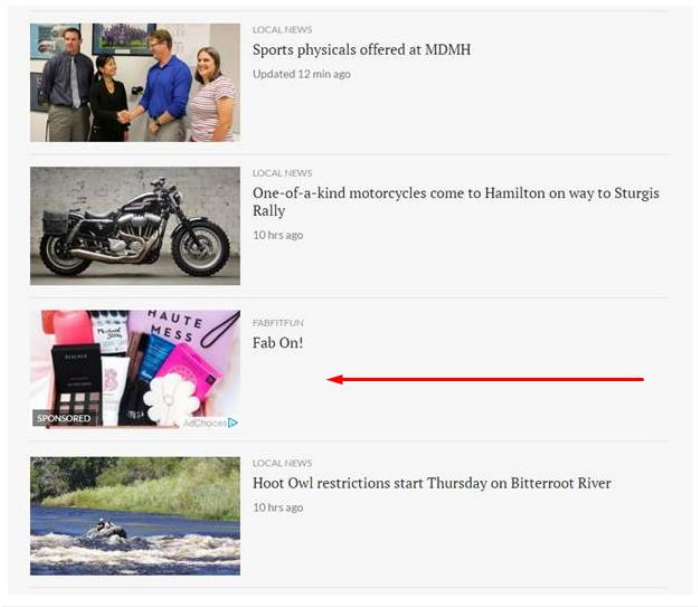 LOCAL NEWS
Sports physicals offered at MDMH
Updated 12 min ago
LOCAL NEWS
One-of-a-kind motorcycles come to Hamilton on way to Sturgis
Rally
10 hrs ago
HAUTE
MESS
FABFITFUN
Fab On!
SPONSORED
AdChoices
LOCAL NEWS
Hoot Owl restrictions start Thursday on Bitterroot River
10 hrs ago